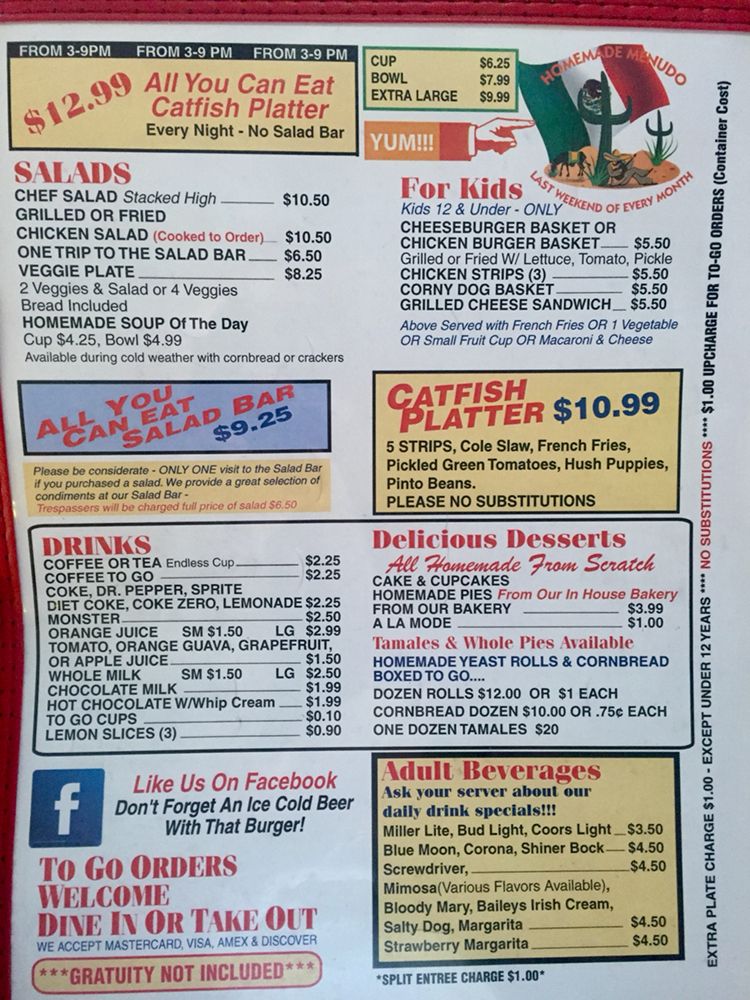 FROM 3-9PM FROM 3-9 PM FROM 3-9 PM
$12.99 All You Can Eat
Catfish Platter
Every Night - No Salad Bar
CUP $6.25
BOWL $7.99
EXTRA LARGE $9.99
YUM!!!
HOMEMADE MENUDO
LAST WEEKEND OF EVERY MONTH
SALADS
CHEF SALAD Stacked High $10.50
GRILLED OR FRIED
CHICKEN SALAD (Cooked to Order) $10.50
ONE TRIP TO THE SALAD BAR $6.50
VEGGIE PLATE $8.25
2 Veggies & Salad or 4 Veggies
Bread Included
HOMEMADE SOUP Of The Day
Cup $4.25, Bowl $4.99
Available during cold weather with cornbread or crackers
For Kids
Kids 12 & Under - ONLY
CHEESEBURGER BASKET OR
CHICKEN BURGER BASKET $5.50
Grilled or Fried W/ Lettuce, Tomato, Pickle
CHICKEN STRIPS (3) $5.50
CORNY DOG BASKET $5.50
GRILLED CHEESE SANDWICH $5.50
Above Served with French Fries OR 1 Vegetable
OR Small Fruit Cup OR Macaroni & Cheese
ALL YOU
CAN EAT
SALAD BAR
$9.25
Please be considerate - ONLY ONE visit to the Salad Bar
if you purchased a salad. We provide a great selection of
condiments at our Salad Bar -
Trespassers will be charged full price of salad $6.50
CATFISH
PLATTER $10.99
5 STRIPS, Cole Slaw, French Fries,
Pickled Green Tomatoes, Hush Puppies,
Pinto Beans.
PLEASE NO SUBSTITUTIONS
DRINKS
COFFEE OR TEA Endless Cup $2.25
COFFEE TO GO $2.25
COKE, DR. PEPPER, SPRITE
DIET COKE, COKE ZERO, LEMONADE $2.25
MONSTER $2.50
ORANGE JUICE SM $1.50 LG $2.99
TOMATO, ORANGE GUAVA, GRAPEFRUIT,
OR APPLE JUICE $1.50
WHOLE MILK SM $1.50 LG $2.50
CHOCOLATE MILK $1.99
HOT CHOCOLATE W/Whip Cream $1.99
TO GO CUPS $0.10
LEMON SLICES (3) $0.90
Delicious Desserts
All Homemade From Scratch
CAKE & CUPCAKES
HOMEMADE PIES From Our In House Bakery
FROM OUR BAKERY $3.99
A LA MODE $1.00
Tamales & Whole Pies Available
HOMEMADE YEAST ROLLS & CORNBREAD
BOXED TO GO....
DOZEN ROLLS $12.00 OR $1 EACH
CORNBREAD DOZEN $10.00 OR .75¢ EACH
ONE DOZEN TAMALES $20
f
Like Us On Facebook
Don't Forget An Ice Cold Beer
With That Burger!
TO GO ORDERS
WELCOME
DINE IN OR TAKE OUT
WE ACCEPT MASTERCARD, VISA, AMEX & DISCOVER
***GRATUITY NOT INCLUDED***
Adult Beverages
Ask your server about our
daily drink specials!!!
Miller Lite, Bud Light, Coors Light $3.50
Blue Moon, Corona, Shiner Bock $4.50
Screwdriver, $4.50
Mimosa(Various Flavors Available),
Bloody Mary, Baileys Irish Cream,
Salty Dog, Margarita $4.50
Strawberry Margarita $4.50
*SPLIT ENTREE CHARGE $1.00*
EXTRA PLATE CHARGE $1.00 - EXCEPT UNDER 12 YEARS **** NO SUBSTITUTIONS **** $1.00 UPCHARGE FOR TO-GO ORDERS (Container Cost)